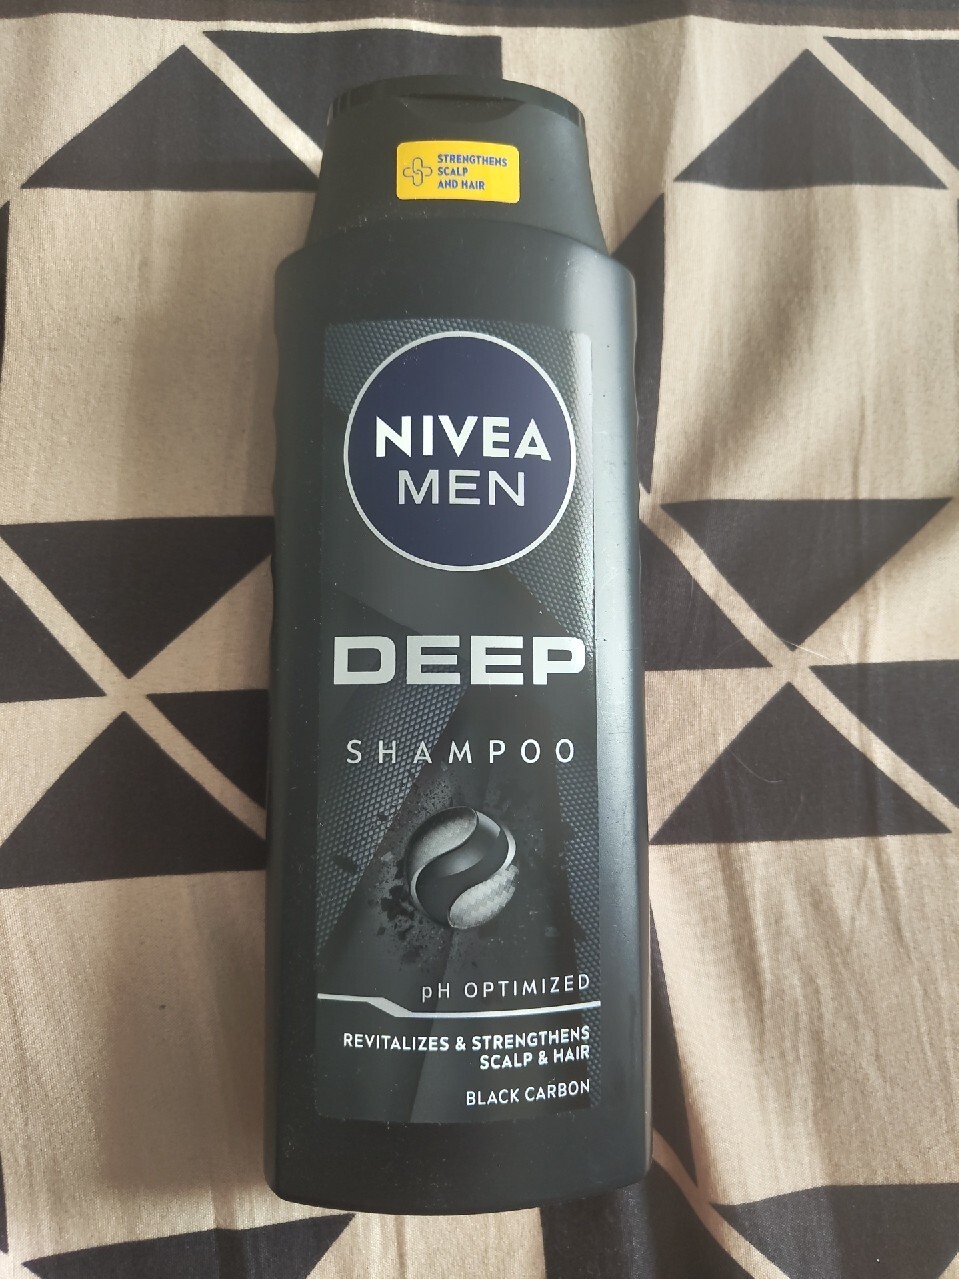 STRENGTHENS
SCALP
AND HAIR
NIVEA
MEN
DEEP
SHAMPOO
pH OPTIMIZED
REVITALIZES & STRENGTHENS
SCALP & HAIR
BLACK CARBON